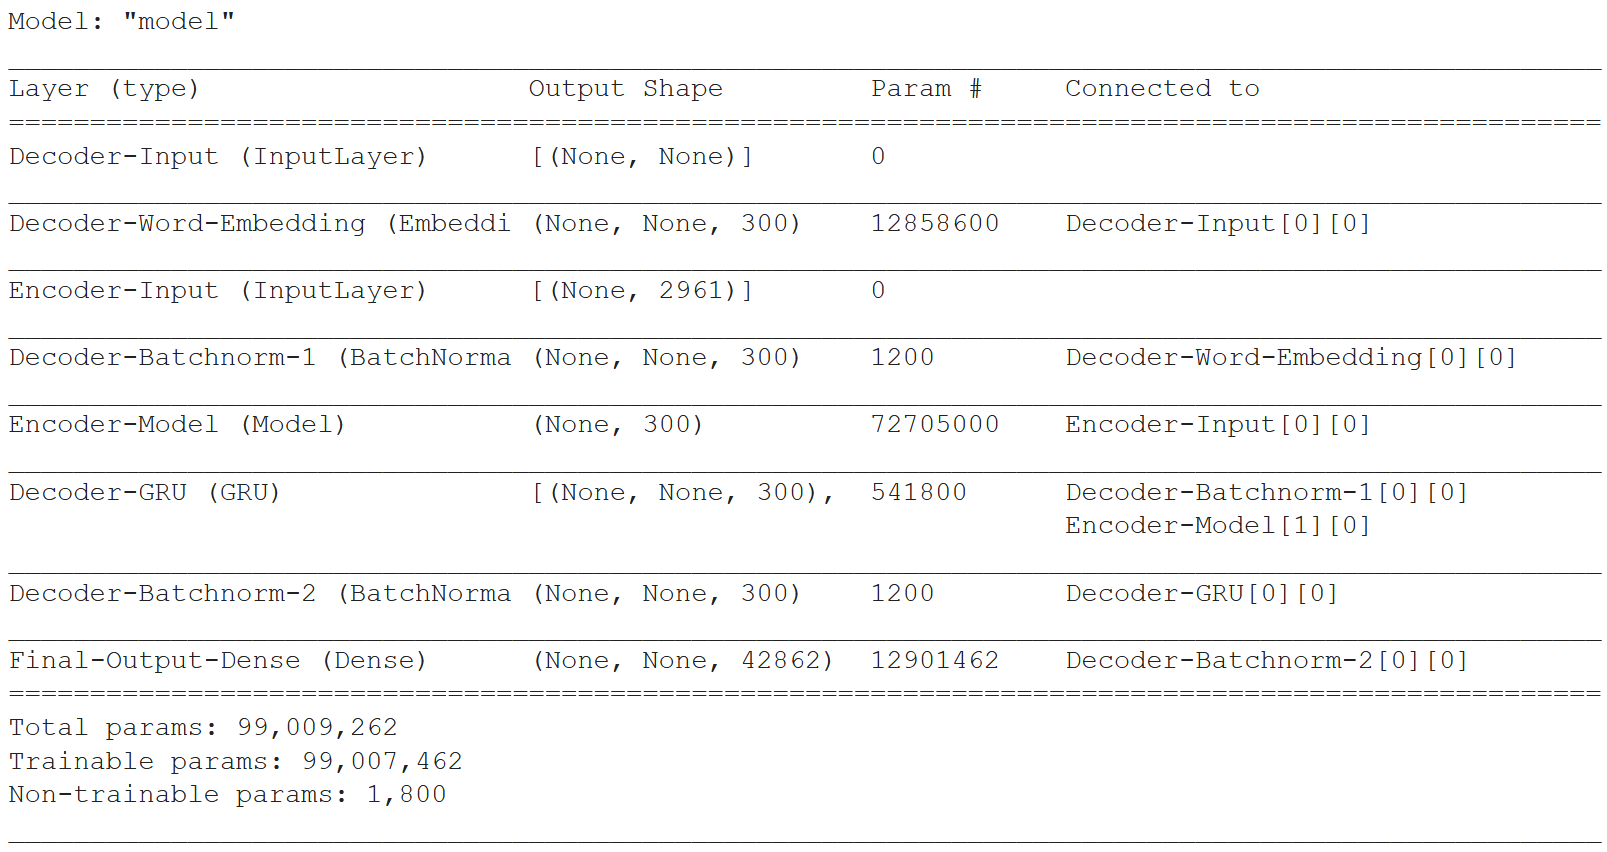 Model: "model"
Layer (type) Output Shape Param # Connected to
Decoder-Input (InputLayer) [(None, None)] 0
Decoder-Word-Embedding (Embeddi (None, None, 300) 12858600 Decoder-Input[0][0]
Encoder-Input (InputLayer) [(None, 2961)] 0
Decoder-Batchnorm-1 (BatchNorma (None, None, 300) 1200 Decoder-Word-Embedding[0][0]
Encoder-Model (Model) (None, 300) 72705000 Encoder-Input[0][0]
Decoder-GRU (GRU) [(None, None, 300), 541800 Decoder-Batchnorm-1[0][0]
Encoder-Model[1][0]
Decoder-Batchnorm-2 (BatchNorma (None, None, 300) 1200 Decoder-GRU[0][0]
Final-Output-Dense (Dense) (None, None, 42862) 12901462 Decoder-Batchnorm-2[0][0]
Total params: 99,009,262
Trainable params: 99,007,462
Non-trainable params: 1,800